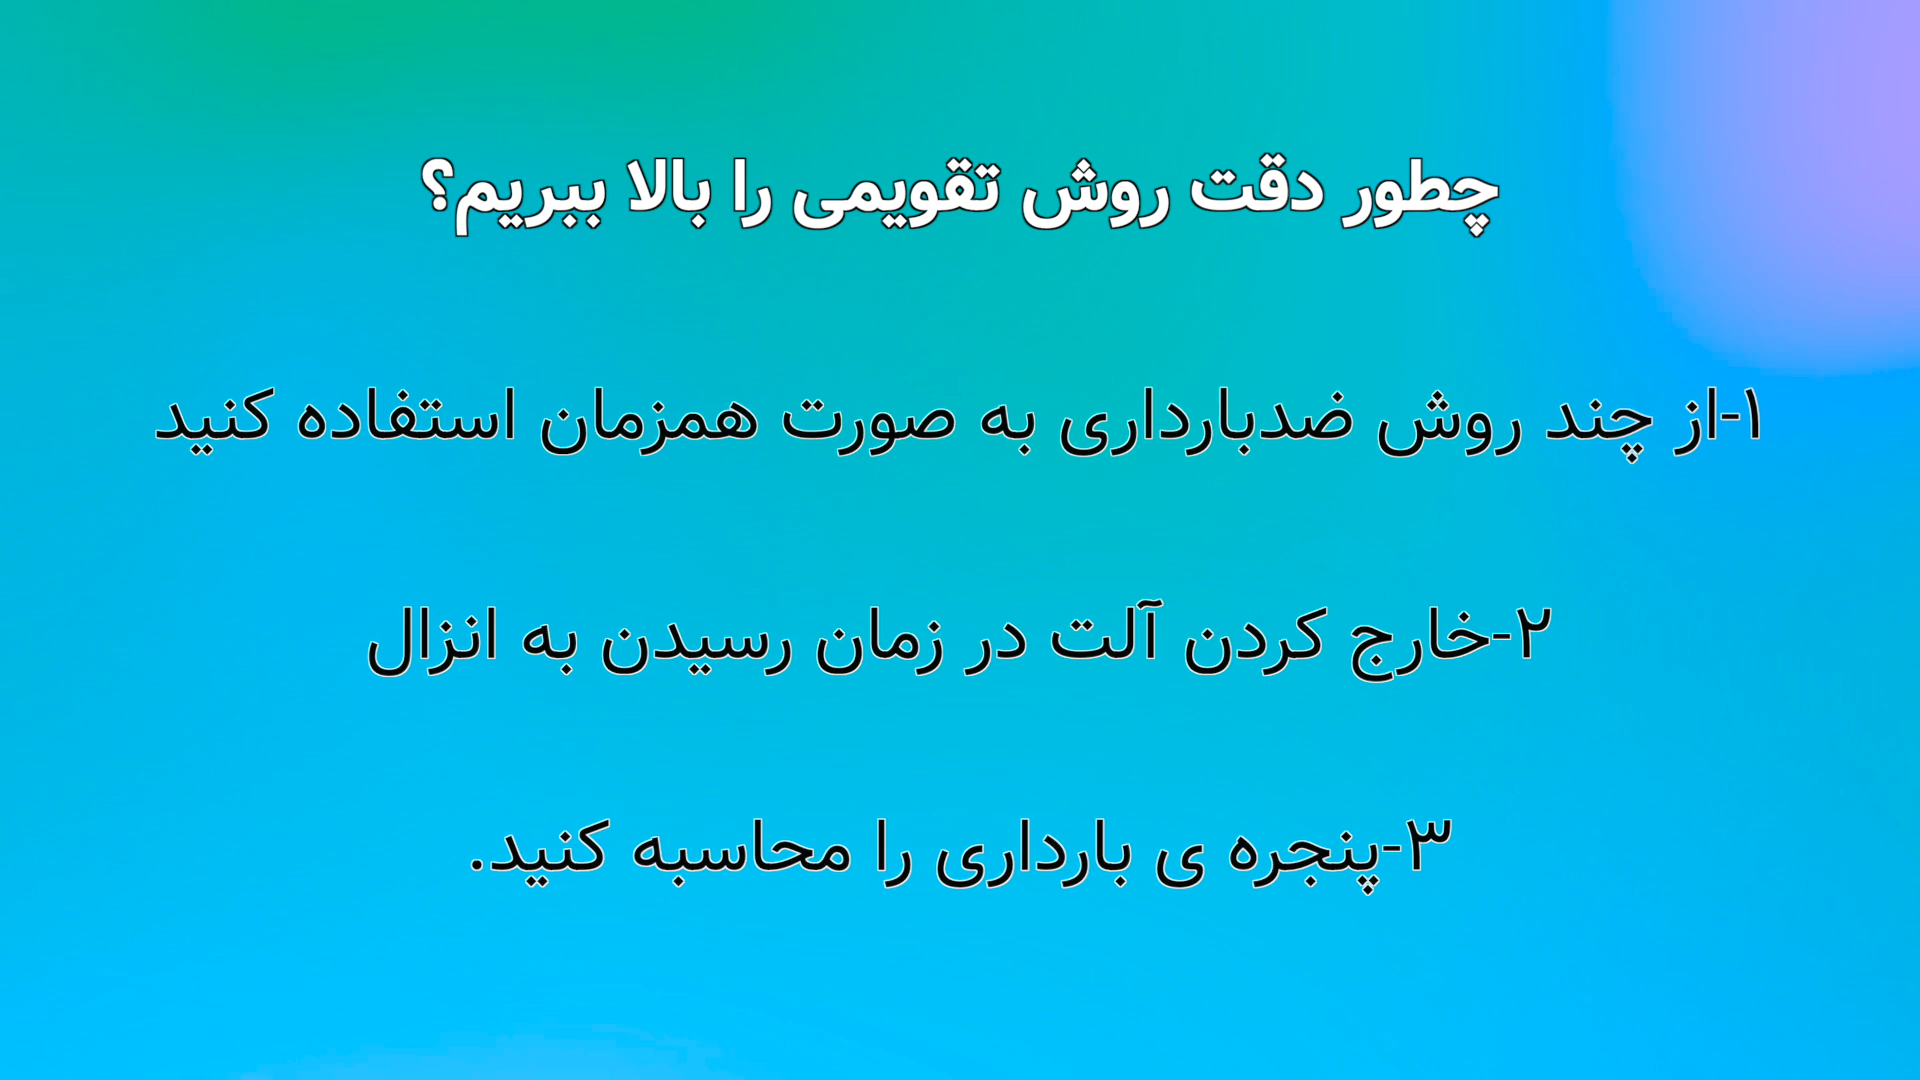 چطور دقت روش تقویمی را بالا ببریم؟
۱-از چند روش ضدبارداری به صورت همزمان استفاده کنید
۲-خارج کردن آلت در زمان رسیدن به انزال
۳-پنجره ی بارداری را محاسبه کنید.